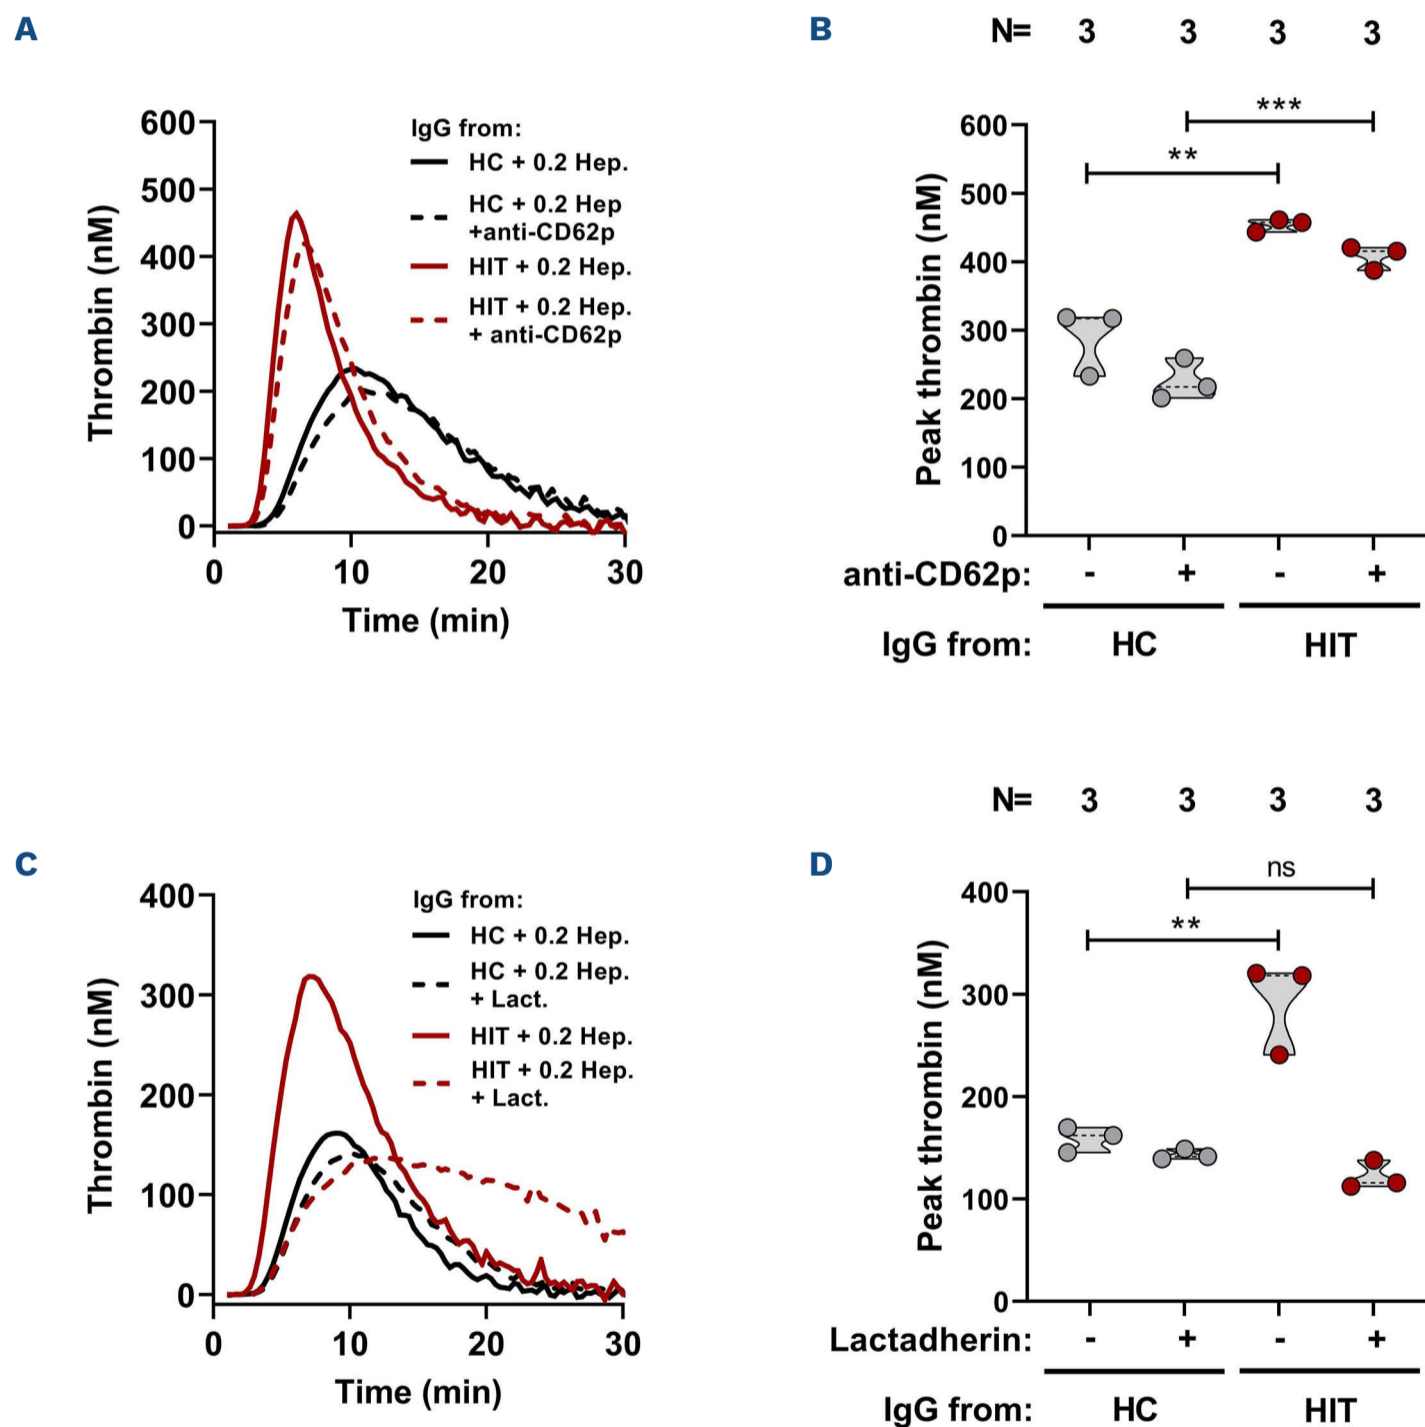 A
600
500
400
300
200
100
0
Thrombin (nM)
0 10 20 30
Time (min)
IgG from:
HC + 0.2 Hep.
HC + 0.2 Hep
+anti-CD62p
HIT + 0.2 Hep.
HIT + 0.2 Hep.
+ anti-CD62p
B
N= 3 3 3 3
***
**
600
500
400
300
200
100
0
Peak thrombin (nM)
anti-CD62p: - + - +
IgG from: HC HIT
C
400
300
200
100
0
Thrombin (nM)
0 10 20 30
Time (min)
IgG from:
HC + 0.2 Hep.
HC + 0.2 Hep.
+ Lact.
HIT + 0.2 Hep.
HIT + 0.2 Hep.
+ Lact.
D
N= 3 3 3 3
ns
**
400
300
200
100
0
Peak thrombin (nM)
Lactadherin: - + - +
IgG from: HC HIT